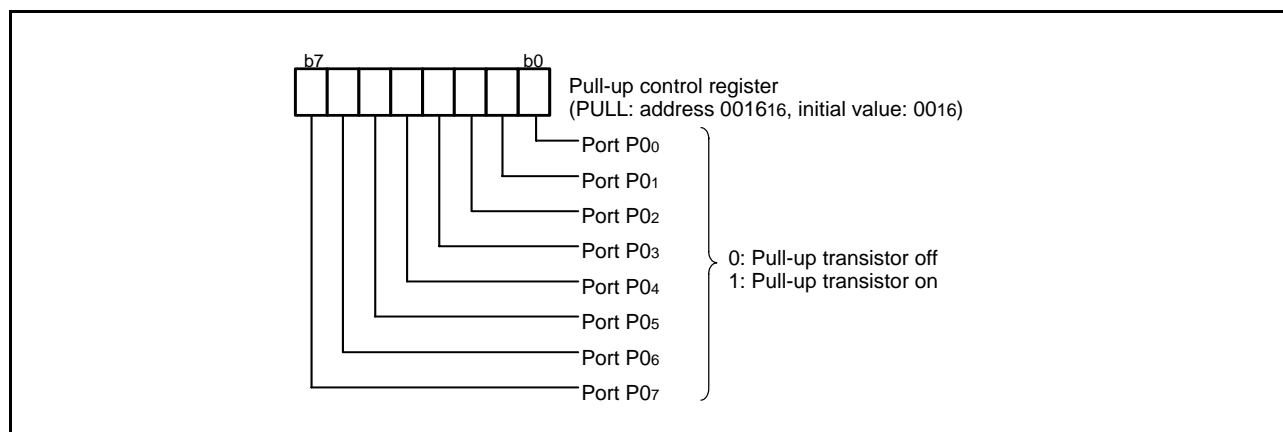 b7 b0
Pull-up control register
(PULL: address 001616, initial value: 0016)
Port P00
Port P01
Port P02
Port P03
Port P04
Port P05
Port P06
Port P07
0: Pull-up transistor off
1: Pull-up transistor on